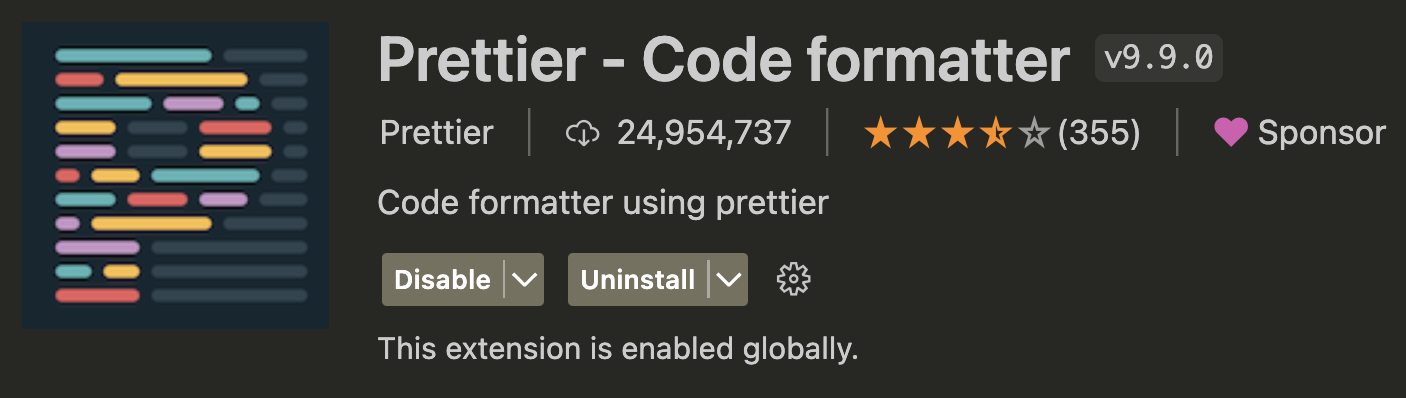 Prettier - Code formatter v9.9.0
Prettier 24,954,737 (355) Sponsor
Code formatter using prettier
Disable Uninstall
This extension is enabled globally.